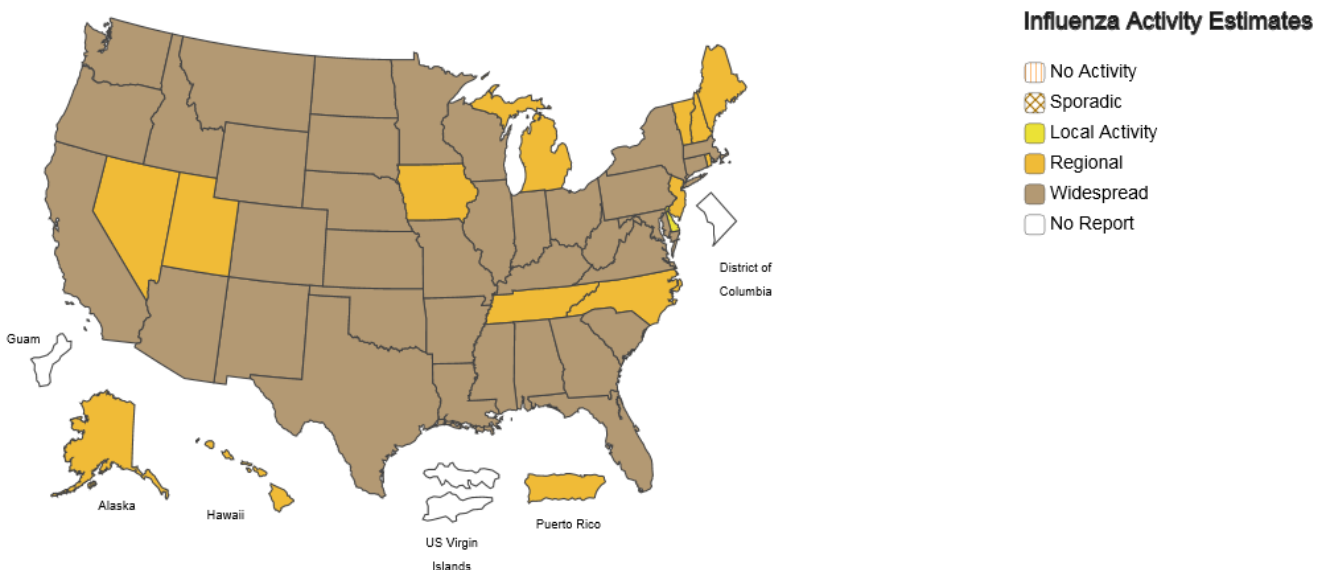 Influenza Activity Estimates
No Activity
Sporadic
Local Activity
Regional
Widespread
No Report
District of
Columbia
Guam
Alaska
Hawaii
US Virgin
Islands
Puerto Rico